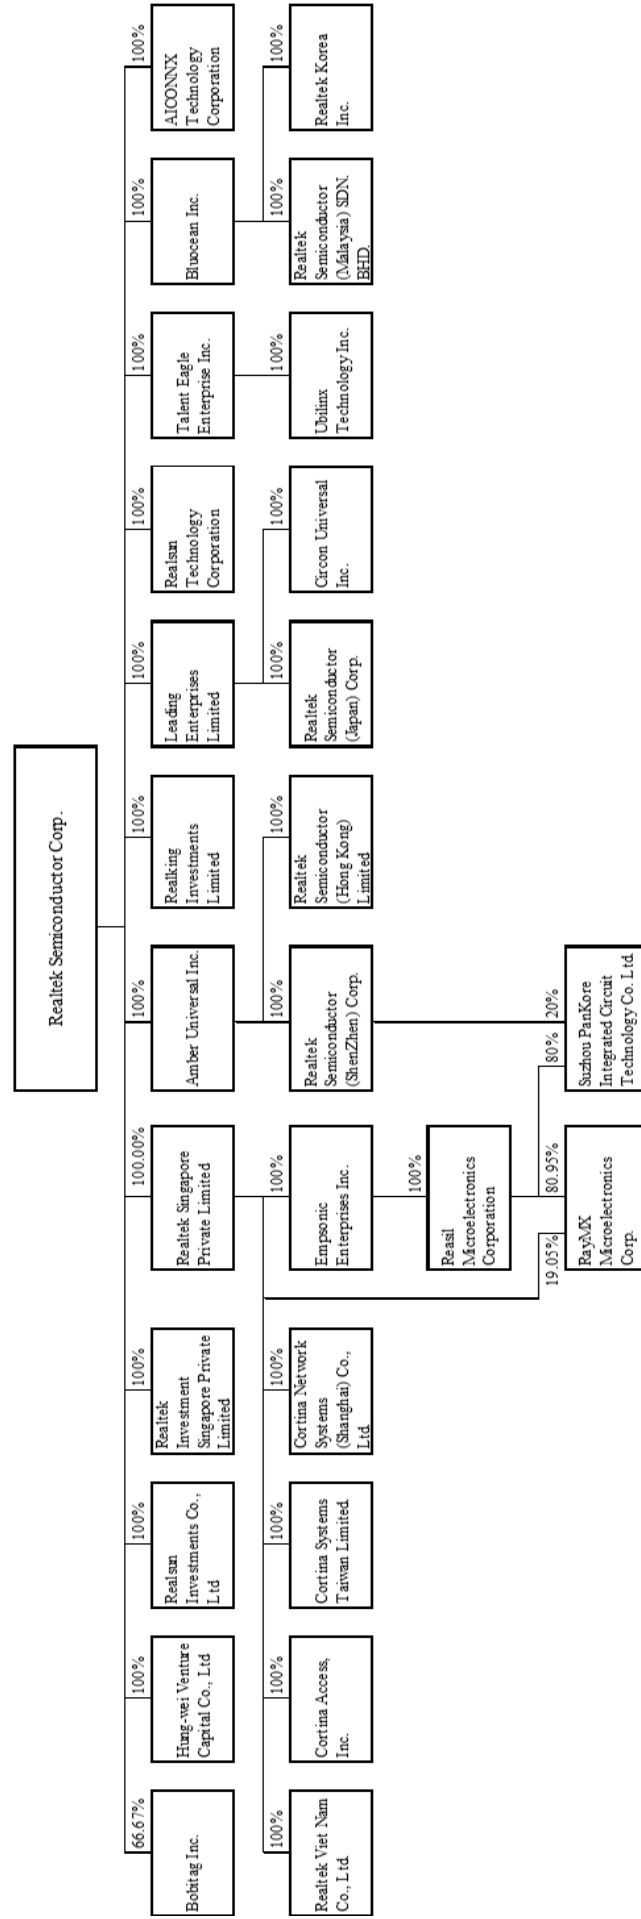 Realtek Semiconductor Corp.
66.67%
100%
100%
100%
100.00%
100%
100%
100%
100%
100%
100%
100%
Bobitag Inc.
Hung-wei Venture
Capital Co., Ltd
Realsun
Investments Co.,
Ltd
Realtek
Investment
Singapore Private
Limited
Realtek Singapore
Private Limited
Amber Universal Inc.
Realking
Investments
Limited
Leading
Enterprises
Limited
Realsun
Technology
Corporation
Talent Eagle
Enterprise Inc.
Bluocean Inc.
AICONNX
Technology
Corporation
100%
100%
100%
100%
100%
100%
100%
100%
100%
100%
100%
100%
Realtek Viet Nam
Co., Ltd.
Cortina Access,
Inc.
Cortina Systems
Taiwan Limited.
Cortina Network
Systems
(Shanghai) Co.,
Ltd.
Empsonic
Enterprises Inc.
Realtek
Semiconductor
(ShenZhen) Corp.
Realtek
Semiconductor
(Hong Kong)
Limited
Realtek
Semiconductor
(Japan) Corp.
Circon Universal
Inc.
Ubilinx
Technology Inc.
Realtek
Semiconductor
(Malaysia) SDN.
BHD.
Realtek Korea
Inc.
100%
Reasil
Microelectronics
Corporation
19.05%
80.95%
80%
20%
RayMX
Microelectronics
Corp.
Suzhou PanKore
Integrated Circuit
Technology Co. Ltd.